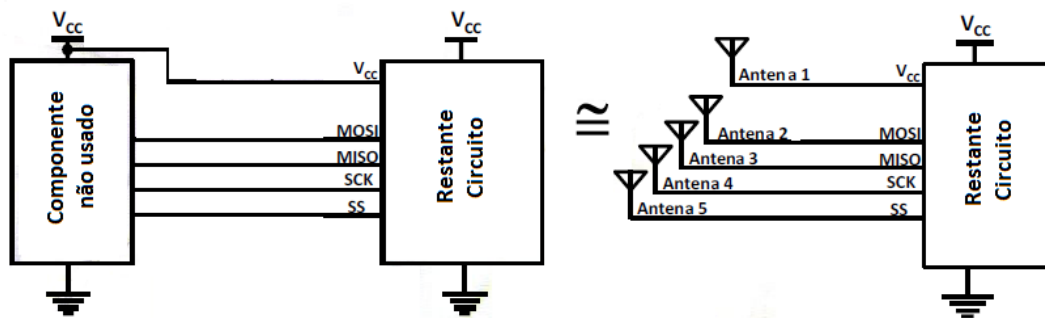 VCC
Componente não usado
VCC
MOSI
MISO
SCK
SS
VCC
Restante Circuito
≅
Antena 1
Antena 2
Antena 3
Antena 4
Antena 5
VCC
VCC
MOSI
MISO
SCK
SS
Restante Circuito